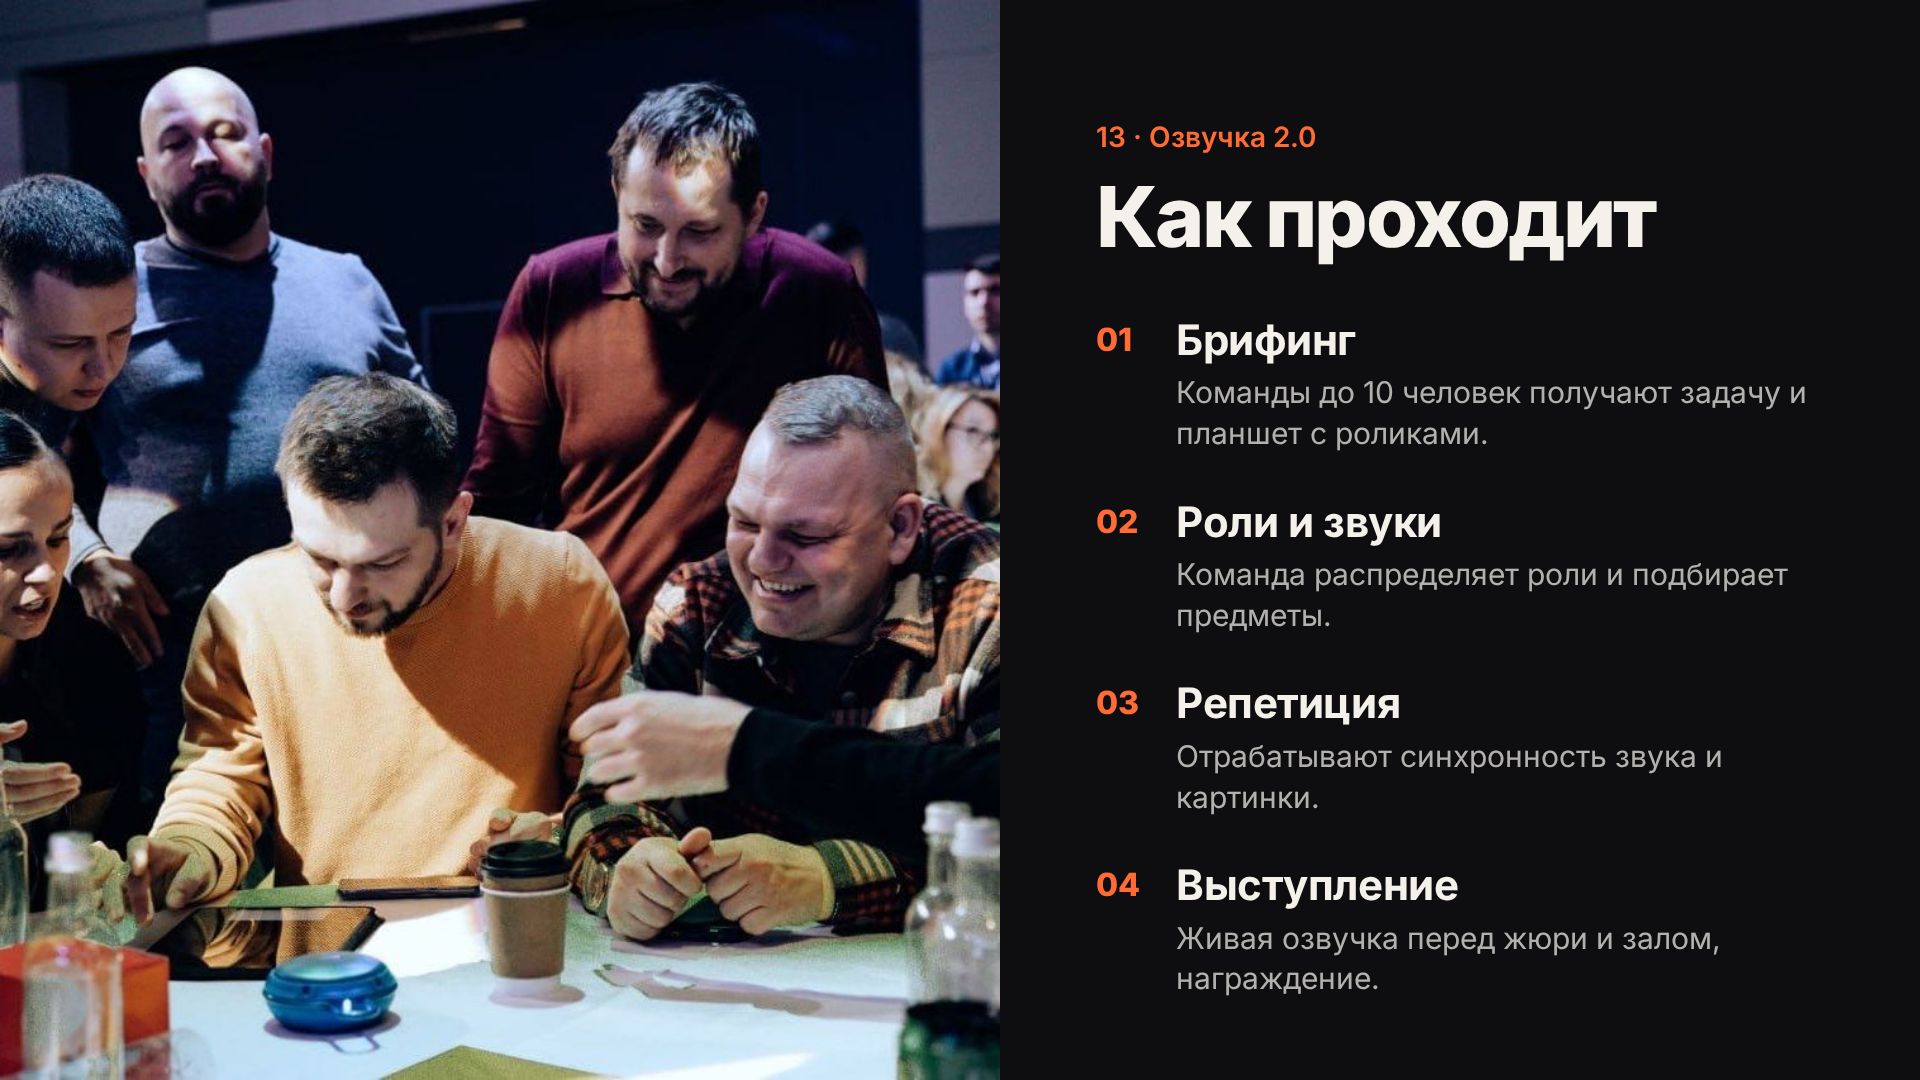 13 · Озвучка 2.0
Как проходит
01 Брифинг
Команды до 10 человек получают задачу и
планшет с роликами.
02 Роли и звуки
Команда распределяет роли и подбирает
предметы.
03 Репетиция
Отрабатывают синхронность звука и
картинки.
04 Выступление
Живая озвучка перед жюри и залом,
награждение.